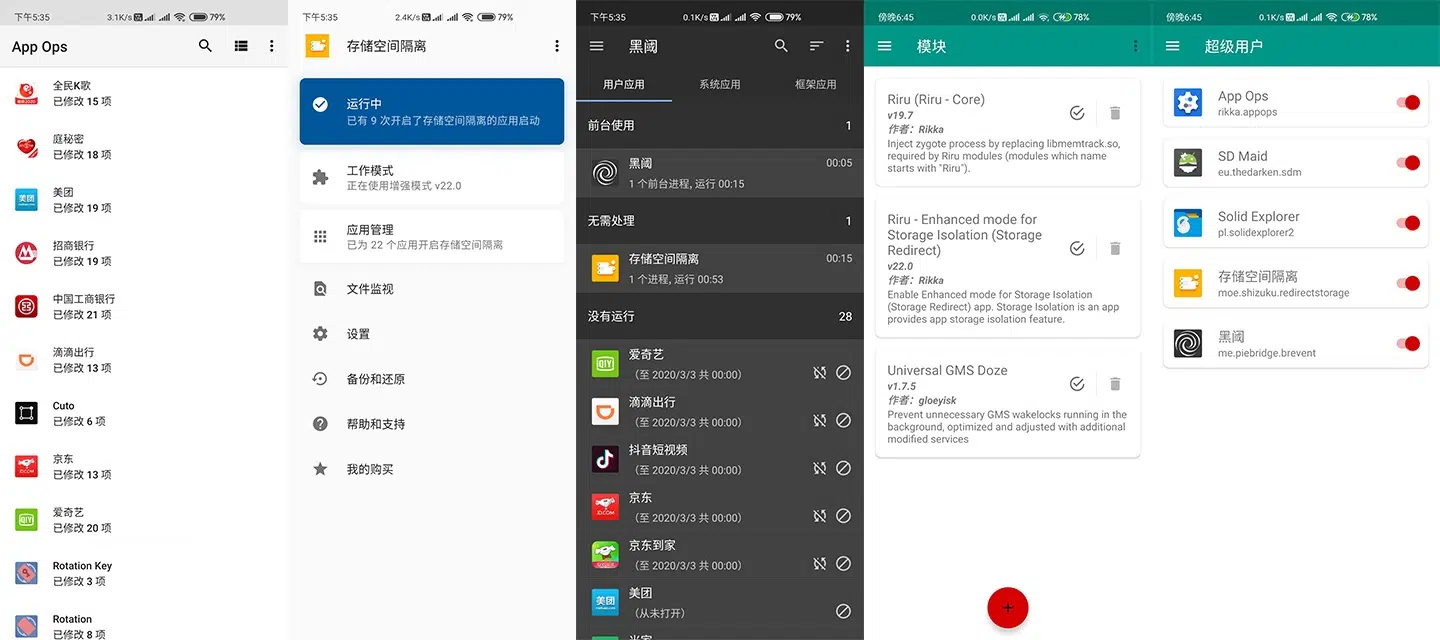 下午5:35
3.1K/s
79%
App Ops
全民K歌
已修改 15 项
庭秘密
已修改 18 项
美团
已修改 19 项
招商银行
已修改 19 项
中国工商银行
已修改 21 项
滴滴出行
已修改 13 项
Cuto
已修改 6 项
京东
已修改 13 项
爱奇艺
已修改 20 项
Rotation Key
已修改 3 项
Rotation
已修改 8 项
下午5:35
2.4K/s
79%
存储空间隔离
运行中
已有 9 次开启了存储空间隔离的应用启动
工作模式
正在使用增强模式 v22.0
应用管理
已为 22 个应用开启存储空间隔离
文件监视
设置
备份和还原
帮助和支持
我的购买
下午5:35
0.1K/s
79%
黑阈
用户应用
系统应用
框架应用
前台使用
1
黑阈
00:05
1 个前台进程, 运行 00:15
无需处理
1
存储空间隔离
00:15
1 个进程, 运行 00:53
没有运行
28
爱奇艺
（至 2020/3/3 共 00:00）
滴滴出行
（至 2020/3/3 共 00:00）
抖音短视频
（至 2020/3/3 共 00:00）
京东
（至 2020/3/3 共 00:00）
京东到家
（至 2020/3/3 共 00:00）
美团
（从未打开）
傍晚6:45
0.0K/s
78%
模块
Riru (Riru - Core)
v19.7
作者：Rikka
Inject zygote process by replacing libmemtrack.so,
required by Riru modules (modules which name
starts with "Riru").
Riru - Enhanced mode for
Storage Isolation (Storage
Redirect)
v22.0
作者：Rikka
Enable Enhanced mode for Storage Isolation
(Storage Redirect) app. Storage Isolation is an app
provides app storage isolation feature.
Universal GMS Doze
v1.7.5
作者：gloeyisk
Prevent unnecessary GMS wakelocks running in the
background, optimized and adjusted with additional
modified services
傍晚6:45
0.1K/s
78%
超级用户
App Ops
rikka.appops
SD Maid
eu.thedarken.sdm
Solid Explorer
pl.solidexplorer2
存储空间隔离
moe.shizuku.redirectstorage
黑阈
me.piebridge.brevent